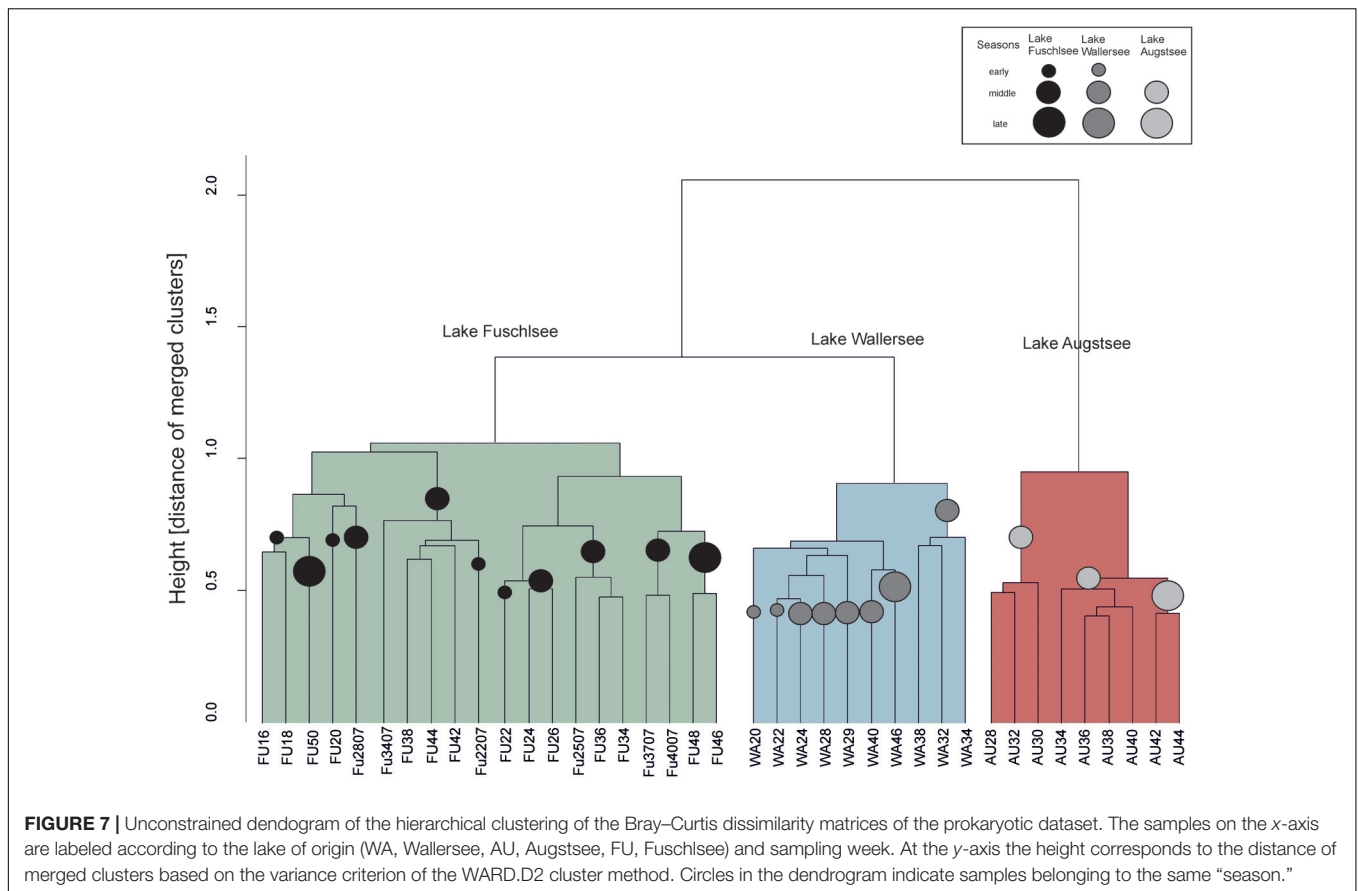 Seasons Lake Fuschlsee Lake Wallersee Lake Augstsee
early
middle
late
Height [distance of merged clusters]
2.0
1.5
1.0
0.5
0.0
Lake Fuschlsee
Lake Wallersee
Lake Augstsee
FU16 FU18 FU50 FU20 Fu2807 Fu3407 FU38 FU44 FU42 Fu2207 FU22 FU24 FU26 Fu2507 FU36 FU34 Fu3707 Fu4007 FU48 FU46 WA20 WA22 WA24 WA28 WA29 WA40 WA46 WA38 WA32 WA34 AU28 AU32 AU30 AU34 AU36 AU38 AU40 AU42 AU44
FIGURE 7 | Unconstrained dendogram of the hierarchical clustering of the Bray–Curtis dissimilarity matrices of the prokaryotic dataset. The samples on the x-axis
are labeled according to the lake of origin (WA, Wallersee, AU, Augstsee, FU, Fuschlsee) and sampling week. At the y-axis the height corresponds to the distance of
merged clusters based on the variance criterion of the WARD.D2 cluster method. Circles in the dendrogram indicate samples belonging to the same “season.”